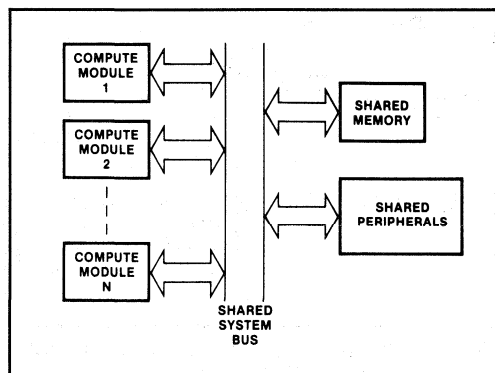 COMPUTE
MODULE
1
COMPUTE
MODULE
2
COMPUTE
MODULE
N
SHARED
SYSTEM
BUS
SHARED
MEMORY
SHARED
PERIPHERALS